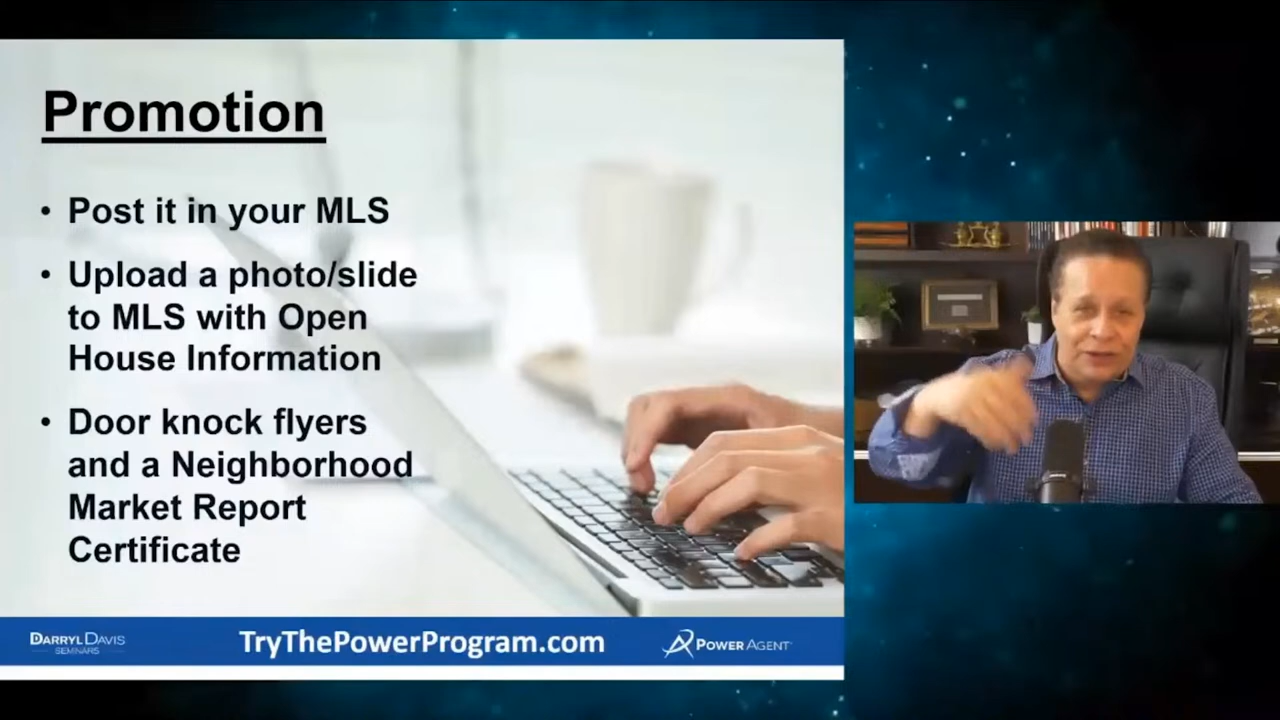 Promotion
• Post it in your MLS
• Upload a photo/slide
to MLS with Open
House Information
• Door knock flyers
and a Neighborhood
Market Report
Certificate
DARRYL DAVIS
SEMINARS
TryThePowerProgram.com
POWER AGENT